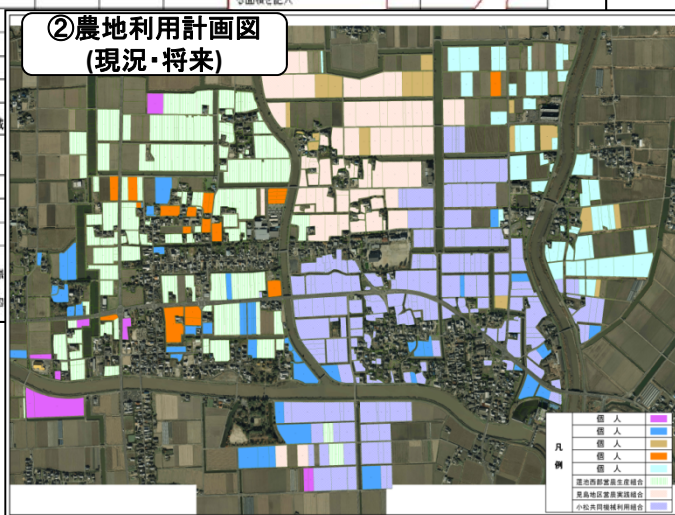 ②農地利用計画図
(現況・将来)
凡例
個 人
個 人
個 人
個 人
個 人
蓮池西部営農生産組合
見島地区営農実践組合
小松共同機械利用組合